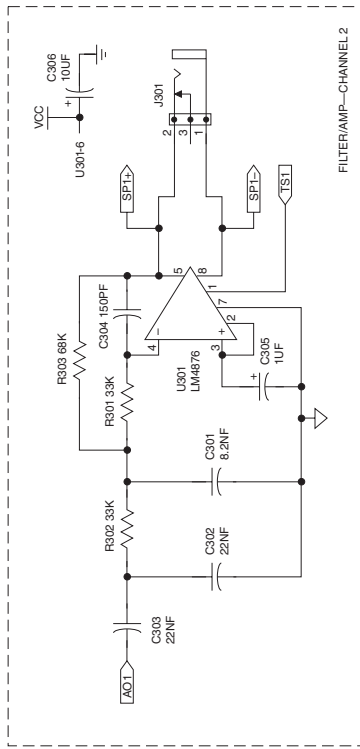 C306
10UF
+
VCC
U301-6
J301
2
3
1
SP1+
SP1–
TS1
R303 68K
C304 150PF
R301 33K
4
–
5
8
1
7
2
+
3
U301
LM4876
C305
1UF
+
R302 33K
C301
8.2NF
C302
22NF
C303
22NF
AO1
FILTER/AMP—CHANNEL 2